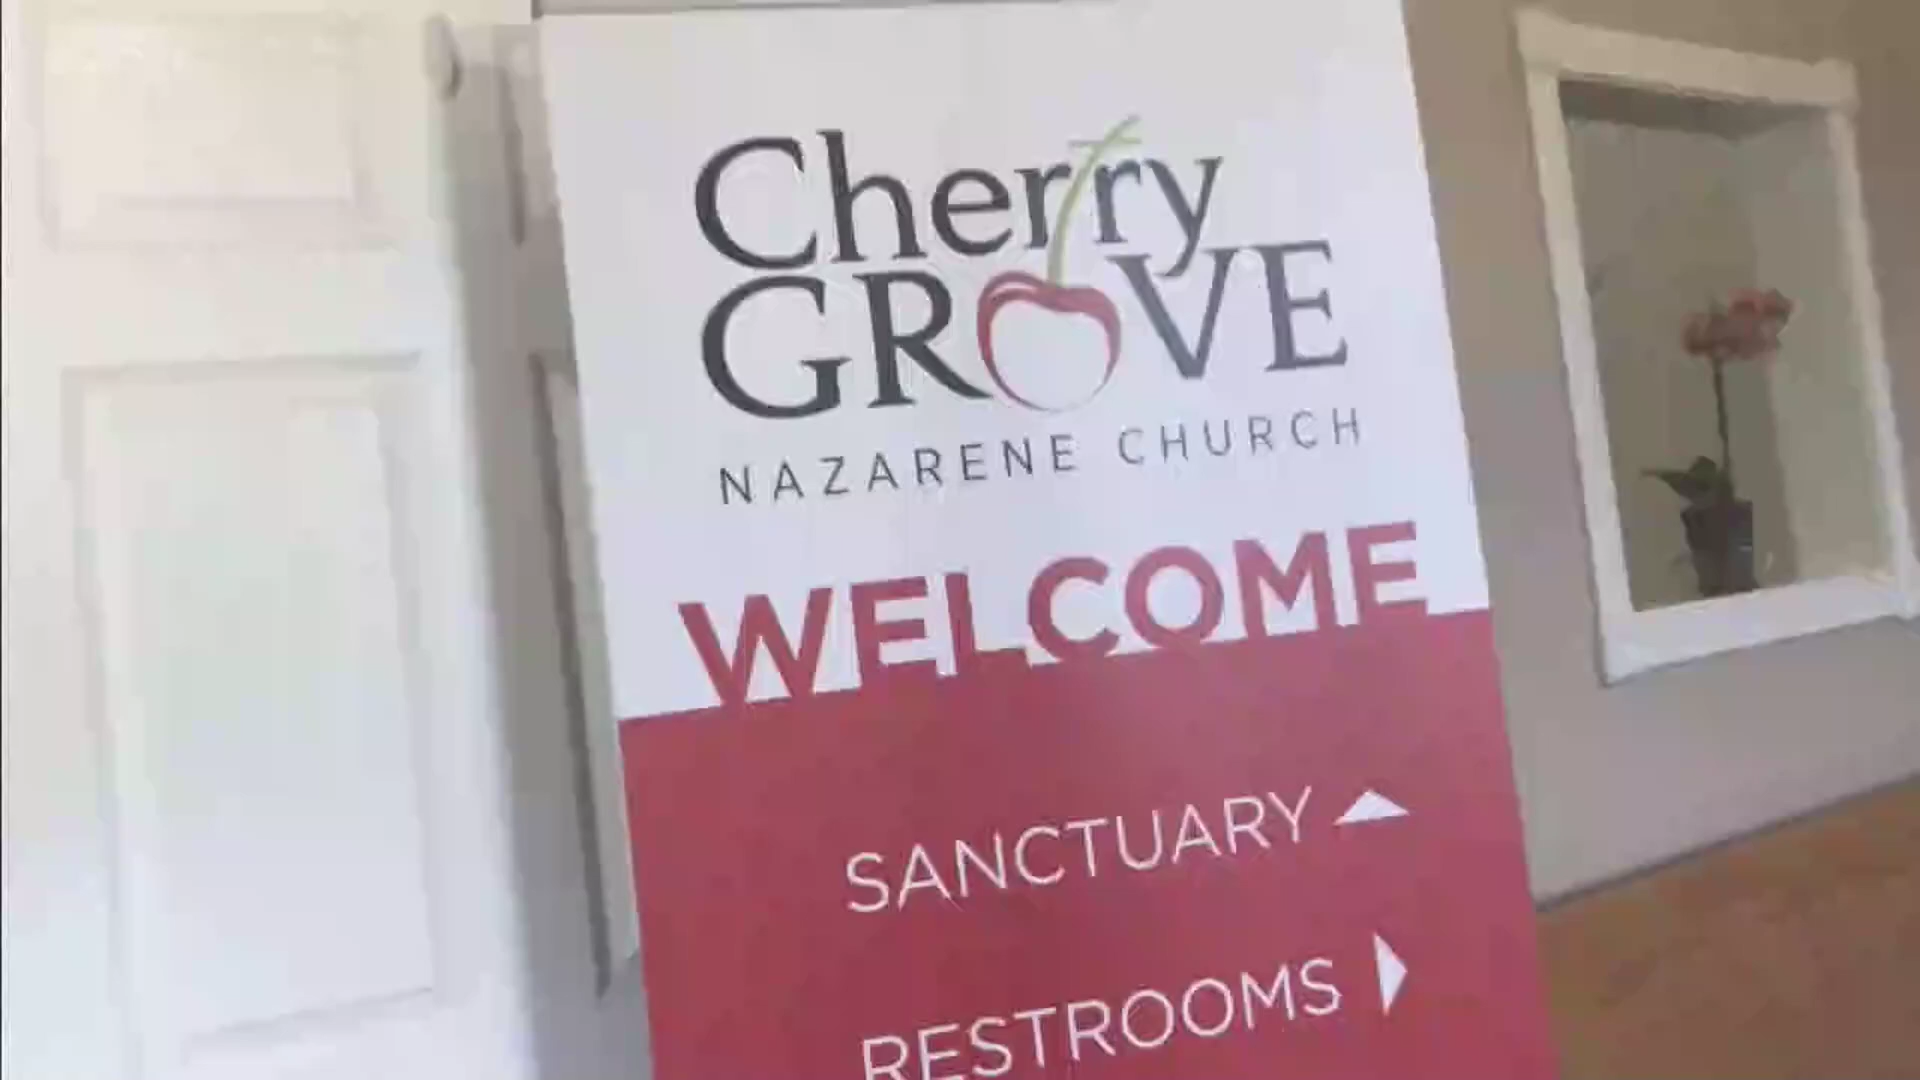 Cherry
GROVE
NAZARENE CHURCH
WELCOME
SANCTUARY
RESTROOMS